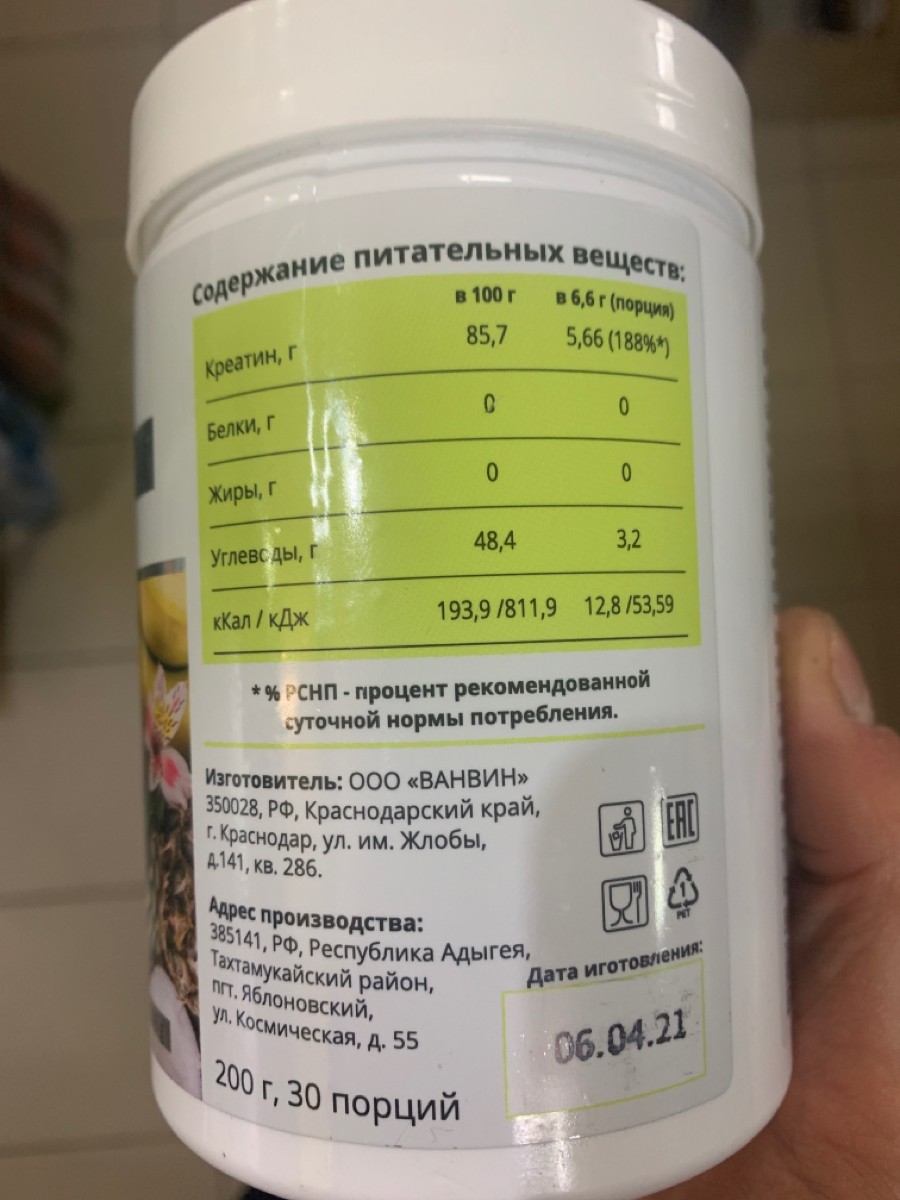 Содержание питательных веществ:
в 100 г в 6,6 г (порция)
Креатин, г 85,7 5,66 (188%*)
Белки, г 0 0
Жиры, г 0 0
Углеводы, г 48,4 3,2
кКал / кДж 193,9 /811,9 12,8 /53,59
* % РСНП - процент рекомендованной
суточной нормы потребления.
Изготовитель: ООО «ВАНВИН»
350028, РФ, Краснодарский край,
г. Краснодар, ул. им. Жлобы,
д.141, кв. 286.
EAC
1
PET
Адрес производства:
385141, РФ, Республика Адыгея,
Тахтамукайский район,
пгт. Яблоновский,
ул. Космическая, д. 55
Дата изготовления:
06.04.21
200 г, 30 порций